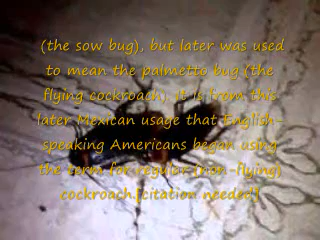 (the sow bug), but later was used
to mean the palmetto bug (the
flying cockroach). It is from this
later Mexican usage that English-
speaking Americans began using
the term for regular (non-flying)
cockroach.[citation needed]